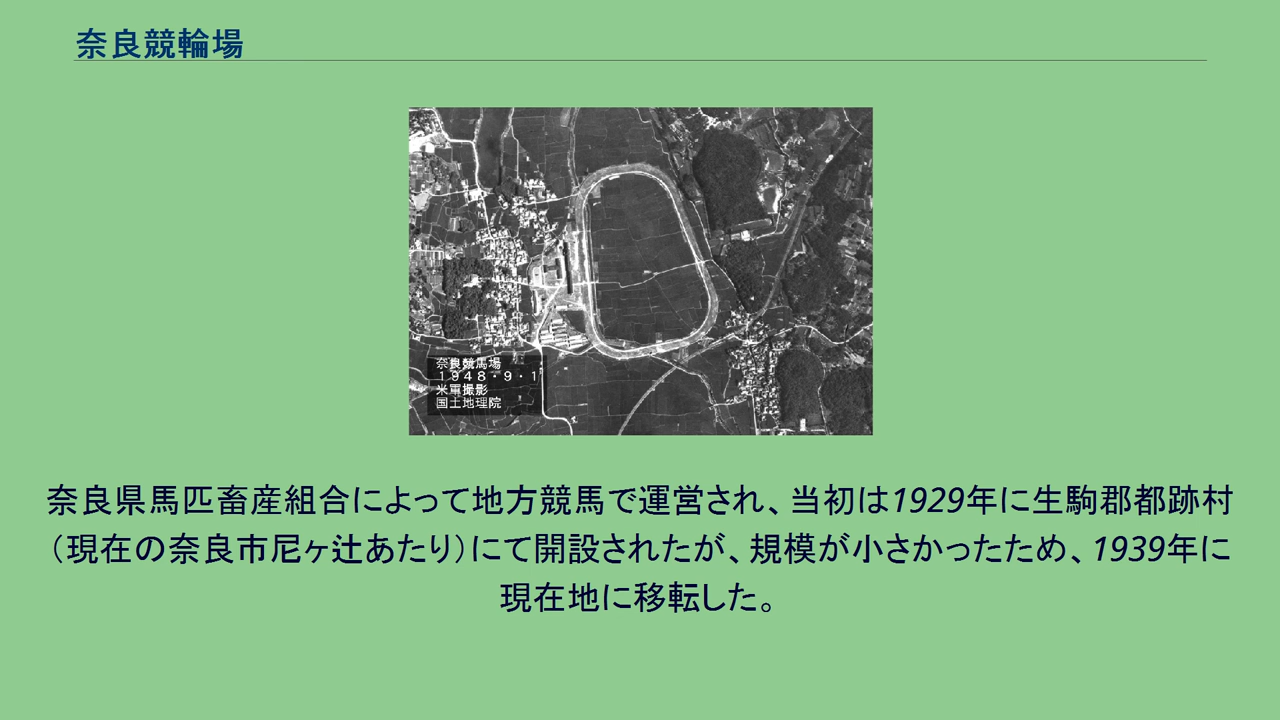 奈良競輪場
奈良競馬場
１９４８・９・１
米軍撮影
国土地理院
奈良県馬匹畜産組合によって地方競馬で運営され、当初は1929年に生駒郡都跡村
（現在の奈良市尼ヶ辻あたり）にて開設されたが、規模が小さかったため、1939年に
現在地に移転した。